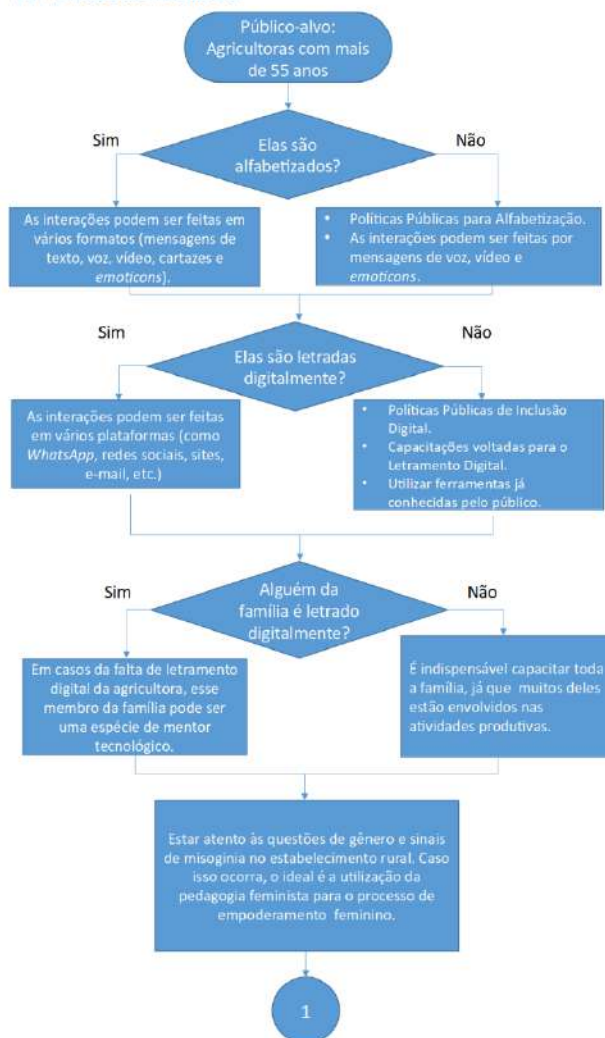 Público-alvo:
Agricultoras com mais
de 55 anos
Sim
Não
Elas são
alfabetizados?
As interações podem ser feitas em
vários formatos (mensagens de
texto, voz, vídeo, cartazes e
emoticons).
• Políticas Públicas para Alfabetização.
• As interações podem ser feitas por
mensagens de voz, vídeo e
emoticons.
Sim
Não
Elas são letradas
digitalmente?
As interações podem ser feitas
em vários plataformas (como
WhatsApp, redes sociais, sites,
e-mail, etc.)
• Políticas Públicas de Inclusão
Digital.
• Capacitações voltadas para o
Letramento Digital.
• Utilizar ferramentas já
conhecidas pelo público.
Sim
Não
Alguém da
família é letrado
digitalmente?
Em casos da falta de letramento
digital da agricultora, esse
membro da família pode ser
uma espécie de mentor
tecnológico.
É indispensável capacitar toda
a família, já que muitos deles
estão envolvidos nas
atividades produtivas.
Estar atento às questões de gênero e sinais
de misoginia no estabelecimento rural. Caso
isso ocorra, o ideal é a utilização da
pedagogia feminista para o processo de
empoderamento feminino.
1